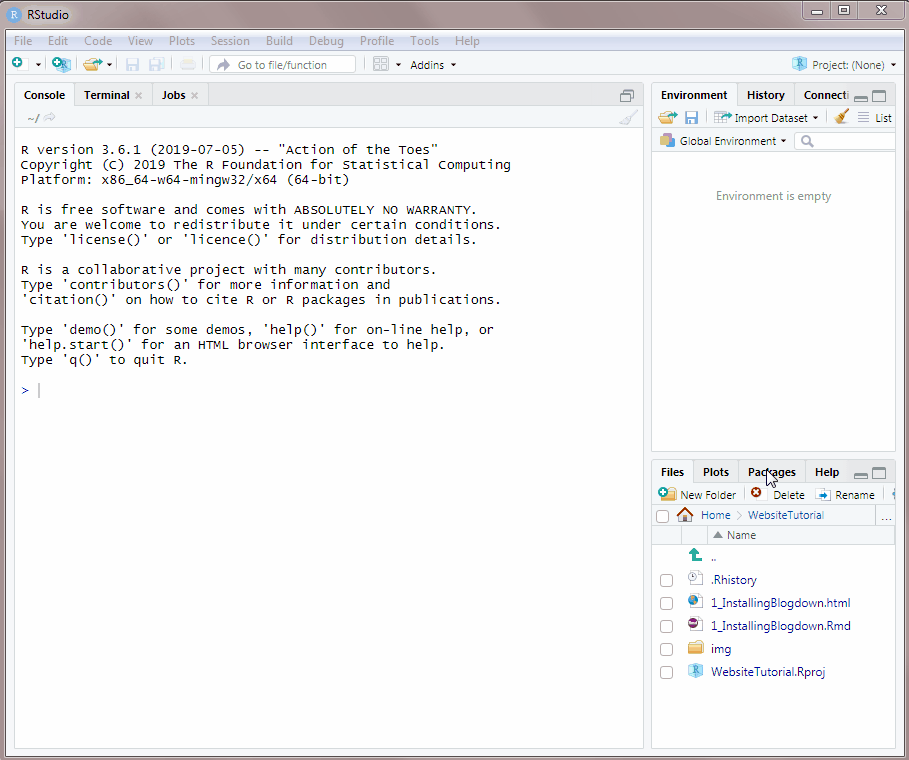 RStudio
File Edit Code View Plots Session Build Debug Profile Tools Help
Go to file/function Addins Project: (None)
Console Terminal Jobs
~/
R version 3.6.1 (2019-07-05) -- "Action of the Toes"
Copyright (C) 2019 The R Foundation for Statistical Computing
Platform: x86_64-w64-mingw32/x64 (64-bit)
R is free software and comes with ABSOLUTELY NO WARRANTY.
You are welcome to redistribute it under certain conditions.
Type 'license()' or 'licence()' for distribution details.
R is a collaborative project with many contributors.
Type 'contributors()' for more information and
'citation()' on how to cite R or R packages in publications.
Type 'demo()' for some demos, 'help()' for on-line help, or
'help.start()' for an HTML browser interface to help.
Type 'q()' to quit R.
>
Environment History Connecti
Import Dataset List
Global Environment
Environment is empty
Files Plots Packages Help
New Folder Delete Rename
Home > WebsiteTutorial ...
Name
..
.Rhistory
1_InstallingBlogdown.html
1_InstallingBlogdown.Rmd
img
WebsiteTutorial.Rproj